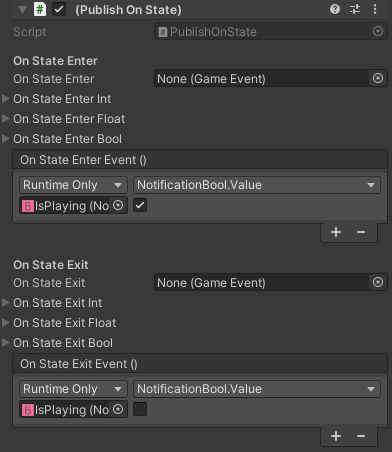 # (Publish On State)
Script # PublishOnState
On State Enter
On State Enter None (Game Event)
On State Enter Int
On State Enter Float
On State Enter Bool
On State Enter Event ()
Runtime Only NotificationBool.Value
B IsPlaying (No
+ −
On State Exit
On State Exit None (Game Event)
On State Exit Int
On State Exit Float
On State Exit Bool
On State Exit Event ()
Runtime Only NotificationBool.Value
B IsPlaying (No
+ −